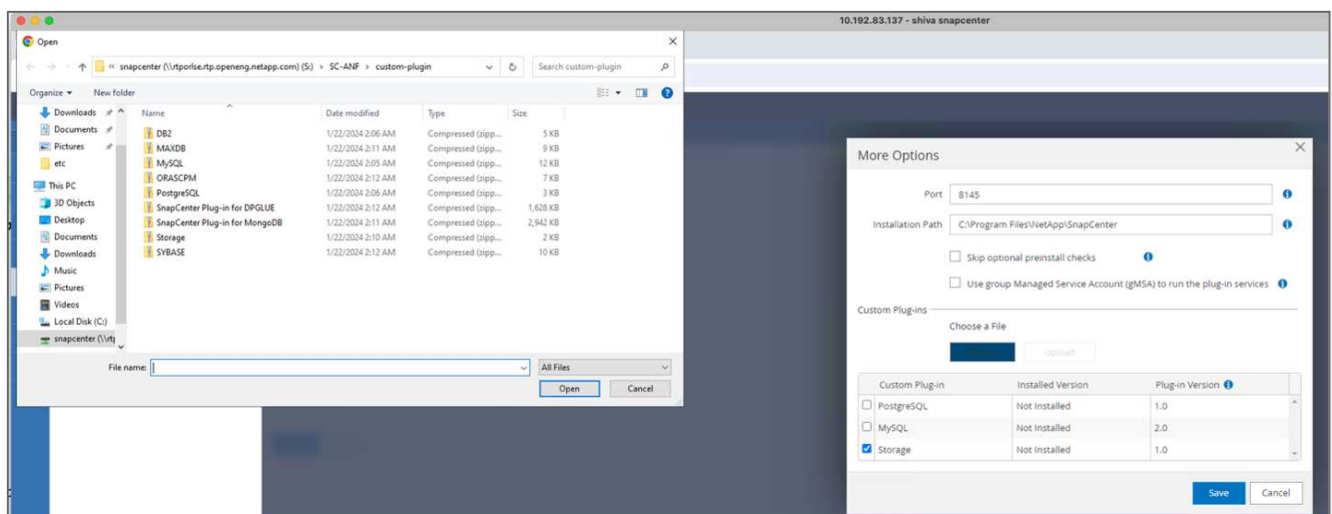 10.192.83.137 - shiva snapcenter
Open
« snapcenter (\\rtporlse.rtp.openeng.netapp.com) (S:) › SC-ANF › custom-plugin
Search custom-plugin
Organize
New folder
Downloads
Documents
Pictures
etc
This PC
3D Objects
Desktop
Documents
Downloads
Music
Pictures
Videos
Local Disk (C:)
snapcenter (\\rtp
Name Date modified Type Size
DB2 1/22/2024 2:06 AM Compressed (zipp... 5 KB
MAXDB 1/22/2024 2:11 AM Compressed (zipp... 9 KB
MySQL 1/22/2024 2:05 AM Compressed (zipp... 12 KB
ORASCPM 1/22/2024 2:12 AM Compressed (zipp... 7 KB
PostgreSQL 1/22/2024 2:06 AM Compressed (zipp... 3 KB
SnapCenter Plug-in for DPGLUE 1/22/2024 2:12 AM Compressed (zipp... 1,628 KB
SnapCenter Plug-in for MongoDB 1/22/2024 2:11 AM Compressed (zipp... 2,942 KB
Storage 1/22/2024 2:10 AM Compressed (zipp... 2 KB
SYBASE 1/22/2024 2:12 AM Compressed (zipp... 10 KB
File name:
All Files
Open Cancel
More Options
Port 8145
Installation Path C:\Program Files\NetApp\SnapCenter
Skip optional preinstall checks
Use group Managed Service Account (gMSA) to run the plug-in services
Custom Plug-ins
Choose a File
Upload
Custom Plug-in Installed Version Plug-in Version
PostgreSQL Not Installed 1.0
MySQL Not Installed 2.0
Storage Not Installed 1.0
Save Cancel